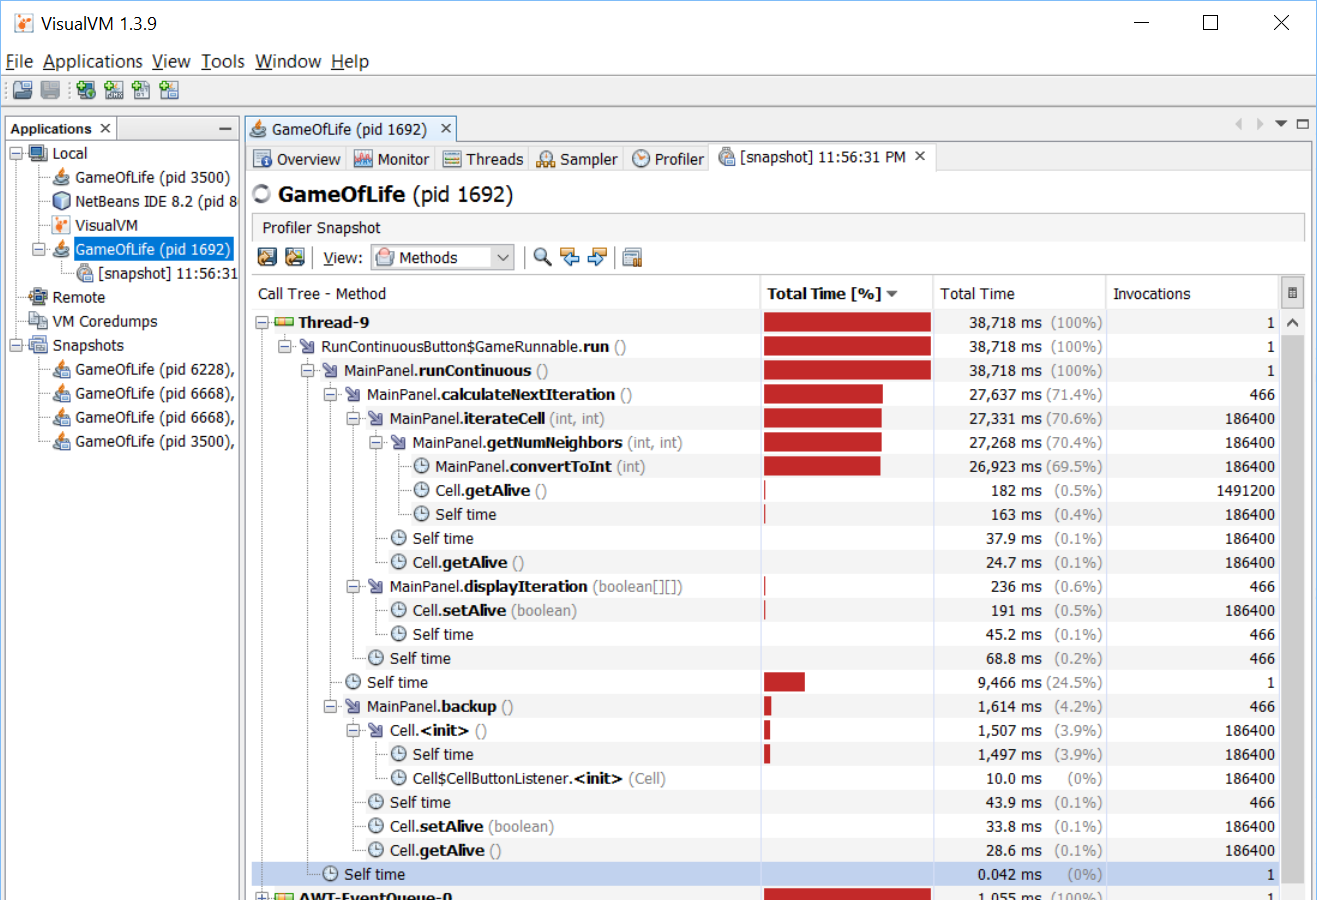 VisualVM 1.3.9
File Applications View Tools Window Help
Applications
GameOfLife (pid 1692)
Local
GameOfLife (pid 3500)
NetBeans IDE 8.2 (pid 8
VisualVM
GameOfLife (pid 1692)
[snapshot] 11:56:31
Remote
VM Coredumps
Snapshots
GameOfLife (pid 6228),
GameOfLife (pid 6668),
GameOfLife (pid 6668),
GameOfLife (pid 3500),
Overview Monitor Threads Sampler Profiler [snapshot] 11:56:31 PM
GameOfLife (pid 1692)
Profiler Snapshot
View: Methods
Call Tree - Method Total Time [%] Total Time Invocations
Thread-9 38,718 ms (100%) 1
RunContinuousButton$GameRunnable.run () 38,718 ms (100%) 1
MainPanel.runContinuous () 38,718 ms (100%) 1
MainPanel.calculateNextIteration () 27,637 ms (71.4%) 466
MainPanel.iterateCell (int, int) 27,331 ms (70.6%) 186400
MainPanel.getNumNeighbors (int, int) 27,268 ms (70.4%) 186400
MainPanel.convertToInt (int) 26,923 ms (69.5%) 186400
Cell.getAlive () 182 ms (0.5%) 1491200
Self time 163 ms (0.4%) 186400
Self time 37.9 ms (0.1%) 186400
Cell.getAlive () 24.7 ms (0.1%) 186400
MainPanel.displayIteration (boolean[][]) 236 ms (0.6%) 466
Cell.setAlive (boolean) 191 ms (0.5%) 186400
Self time 45.2 ms (0.1%) 466
Self time 68.8 ms (0.2%) 466
Self time 9,466 ms (24.5%) 1
MainPanel.backup () 1,614 ms (4.2%) 466
Cell.<init> () 1,507 ms (3.9%) 186400
Self time 1,497 ms (3.9%) 186400
Cell$CellButtonListener.<init> (Cell) 10.0 ms (0%) 186400
Self time 43.9 ms (0.1%) 466
Cell.setAlive (boolean) 33.8 ms (0.1%) 186400
Cell.getAlive () 28.6 ms (0.1%) 186400
Self time 0.042 ms (0%) 1
AWT-EventQueue-0 1,055 ms (100%) 1